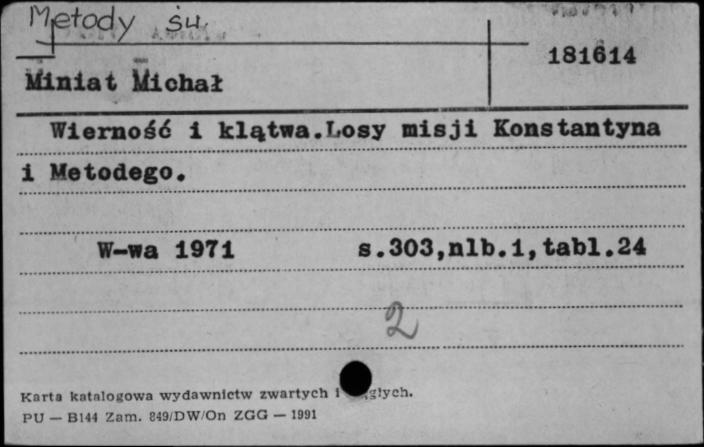 Metody św.
181614
Miniat Michał
Wierność i klątwa.Losy misji Konstantyna
i Metodego.
W-wa 1971 s.303,nlb.1,tabl.24
2
Karta katalogowa wydawnictw zwartych i
PU — B144 Zam. 849/DW/On ZGG — 1991